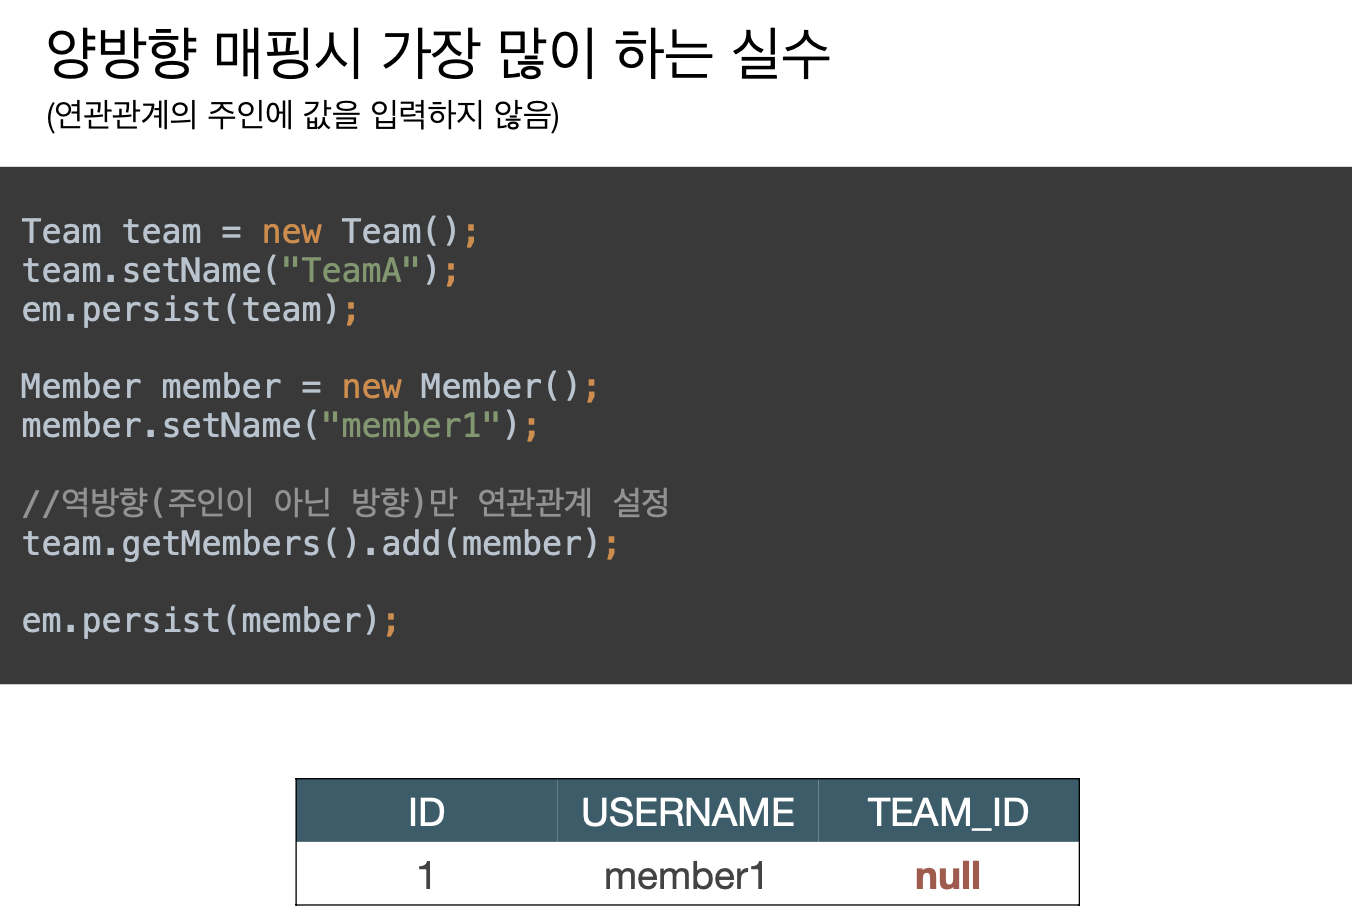 양방향 매핑시 가장 많이 하는 실수
(연관관계의 주인에 값을 입력하지 않음)
Team team = new Team();
team.setName("TeamA");
em.persist(team);
Member member = new Member();
member.setName("member1");
//역방향(주인이 아닌 방향)만 연관관계 설정
team.getMembers().add(member);
em.persist(member);
ID USERNAME TEAM_ID
1 member1 null